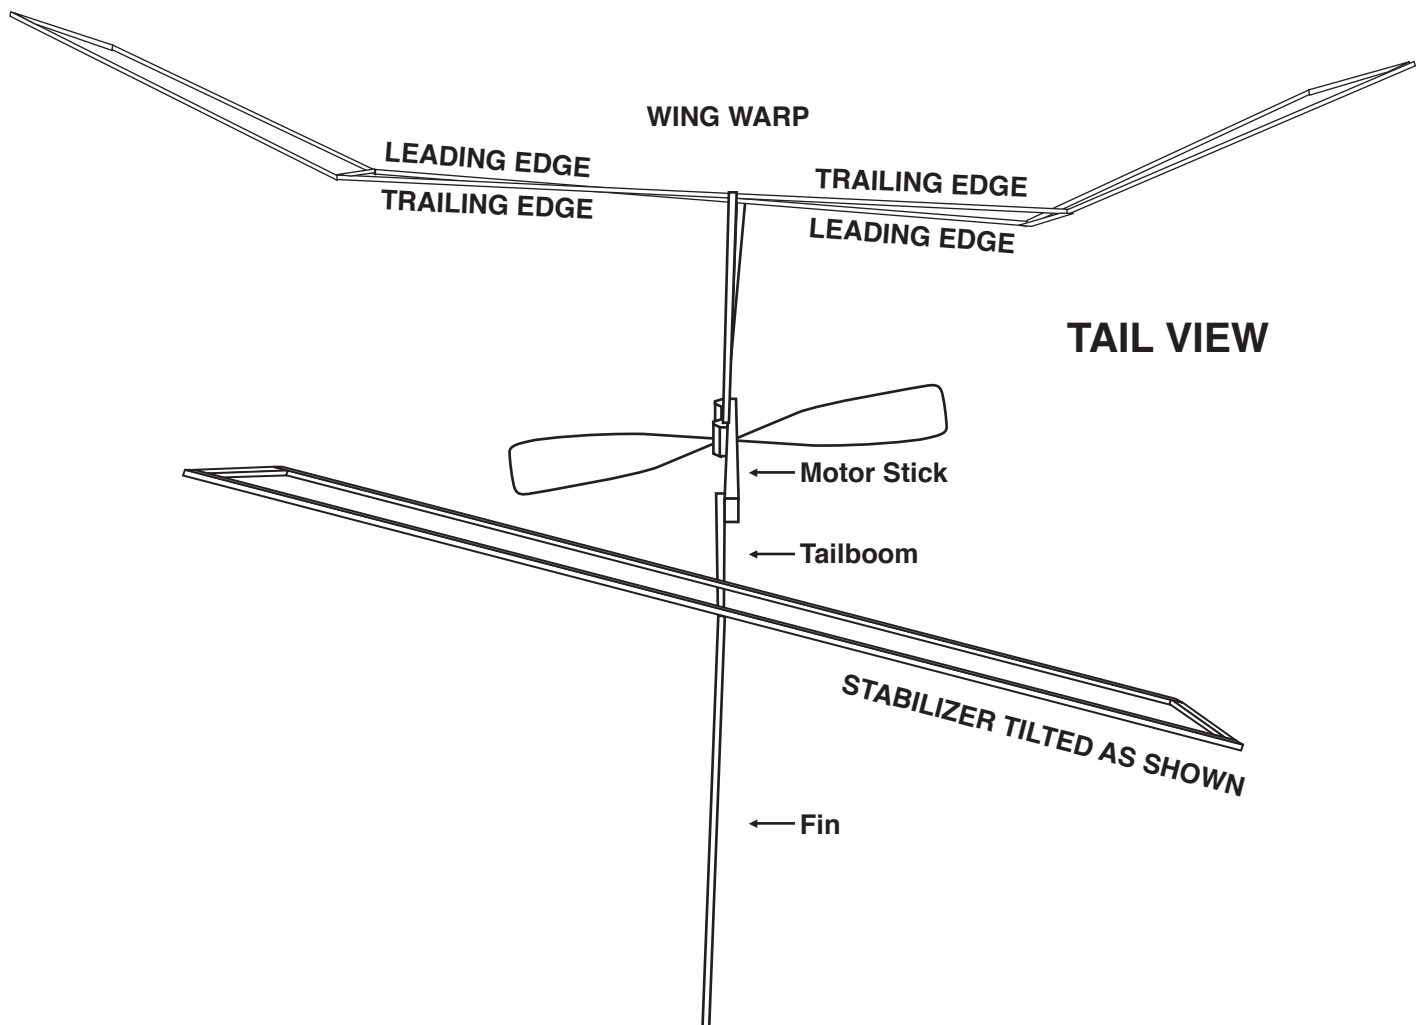 WING WARP
LEADING EDGE
TRAILING EDGE
TRAILING EDGE
LEADING EDGE
TAIL VIEW
Motor Stick
Tailboom
STABILIZER TILTED AS SHOWN
Fin